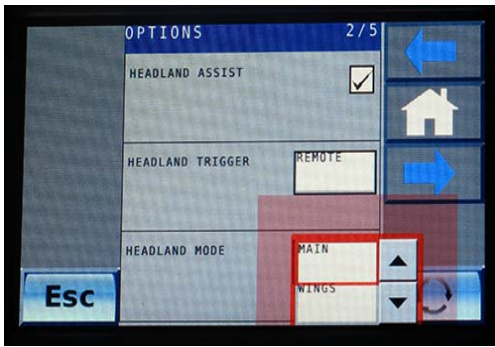 OPTIONS 2/5
HEADLAND ASSIST
HEADLAND TRIGGER REMOTE
HEADLAND MODE MAIN
WINGS
Esc